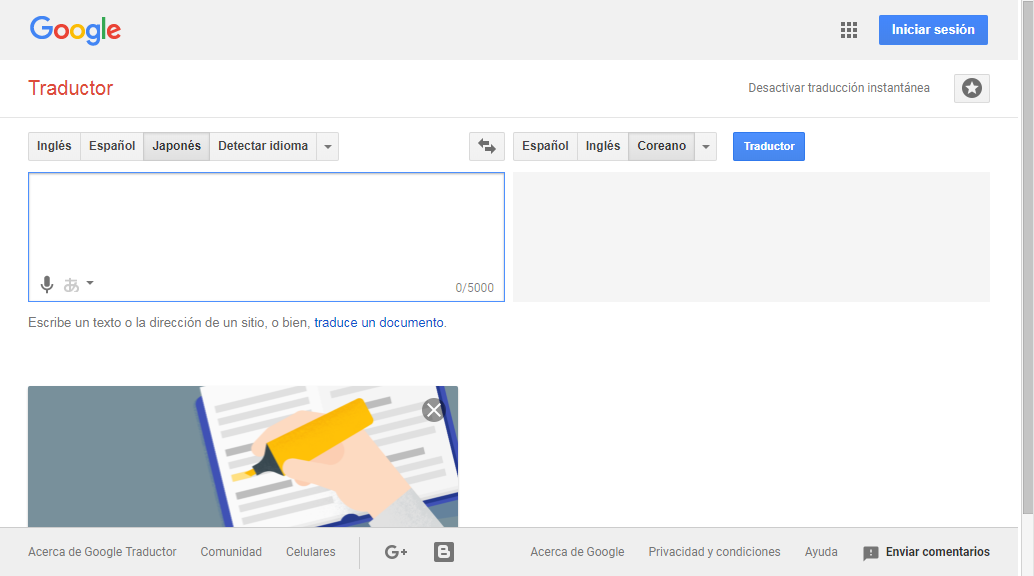 Google
Iniciar sesión
Traductor
Desactivar traducción instantánea
Inglés Español Japonés Detectar idioma
Español Inglés Coreano Traductor
あ
0/5000
Escribe un texto o la dirección de un sitio, o bien, traduce un documento.
Acerca de Google Traductor Comunidad Celulares G+ B Acerca de Google Privacidad y condiciones Ayuda Enviar comentarios